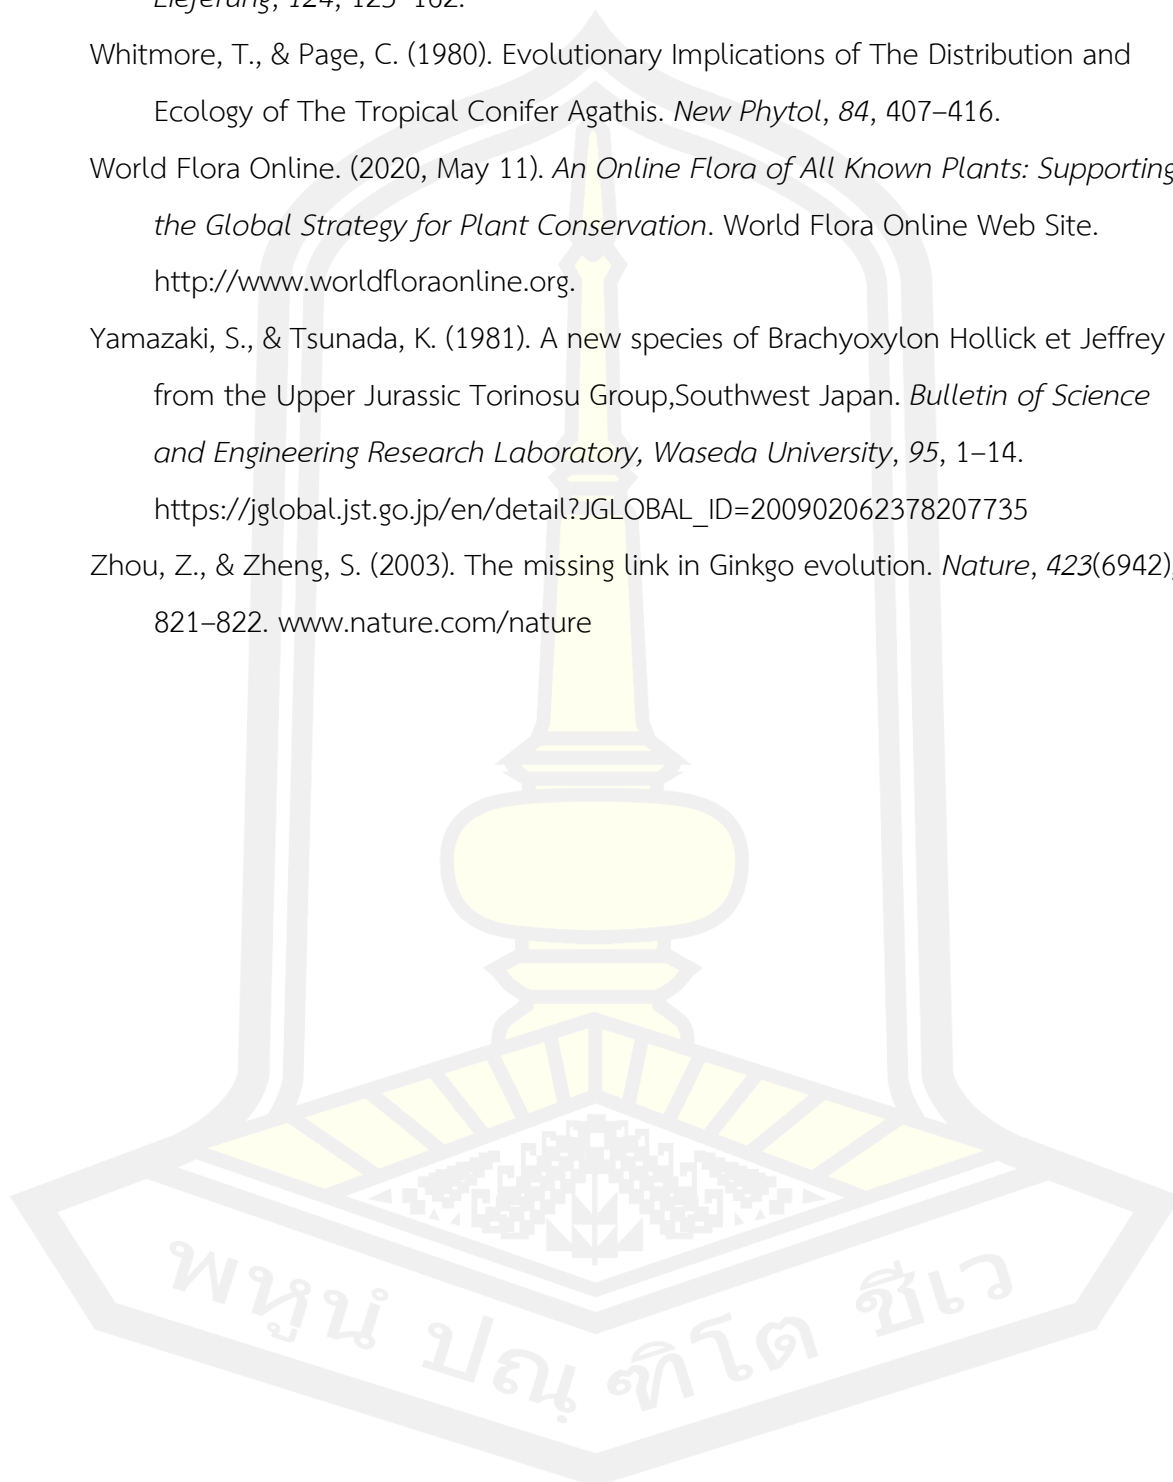 Lieferung, 124, 125–162.
Whitmore, T., & Page, C. (1980). Evolutionary Implications of The Distribution and
Ecology of The Tropical Conifer Agathis. New Phytol, 84, 407–416.
World Flora Online. (2020, May 11). An Online Flora of All Known Plants: Supporting
the Global Strategy for Plant Conservation. World Flora Online Web Site.
http://www.worldfloraonline.org.
Yamazaki, S., & Tsunada, K. (1981). A new species of Brachyoxylon Hollick et Jeffrey
from the Upper Jurassic Torinosu Group,Southwest Japan. Bulletin of Science
and Engineering Research Laboratory, Waseda University, 95, 1–14.
https://jglobal.jst.go.jp/en/detail?JGLOBAL_ID=200902062378207735
Zhou, Z., & Zheng, S. (2003). The missing link in Ginkgo evolution. Nature, 423(6942),
821–822. www.nature.com/nature
พหูนํ ปณฺฑิโต ชีเว